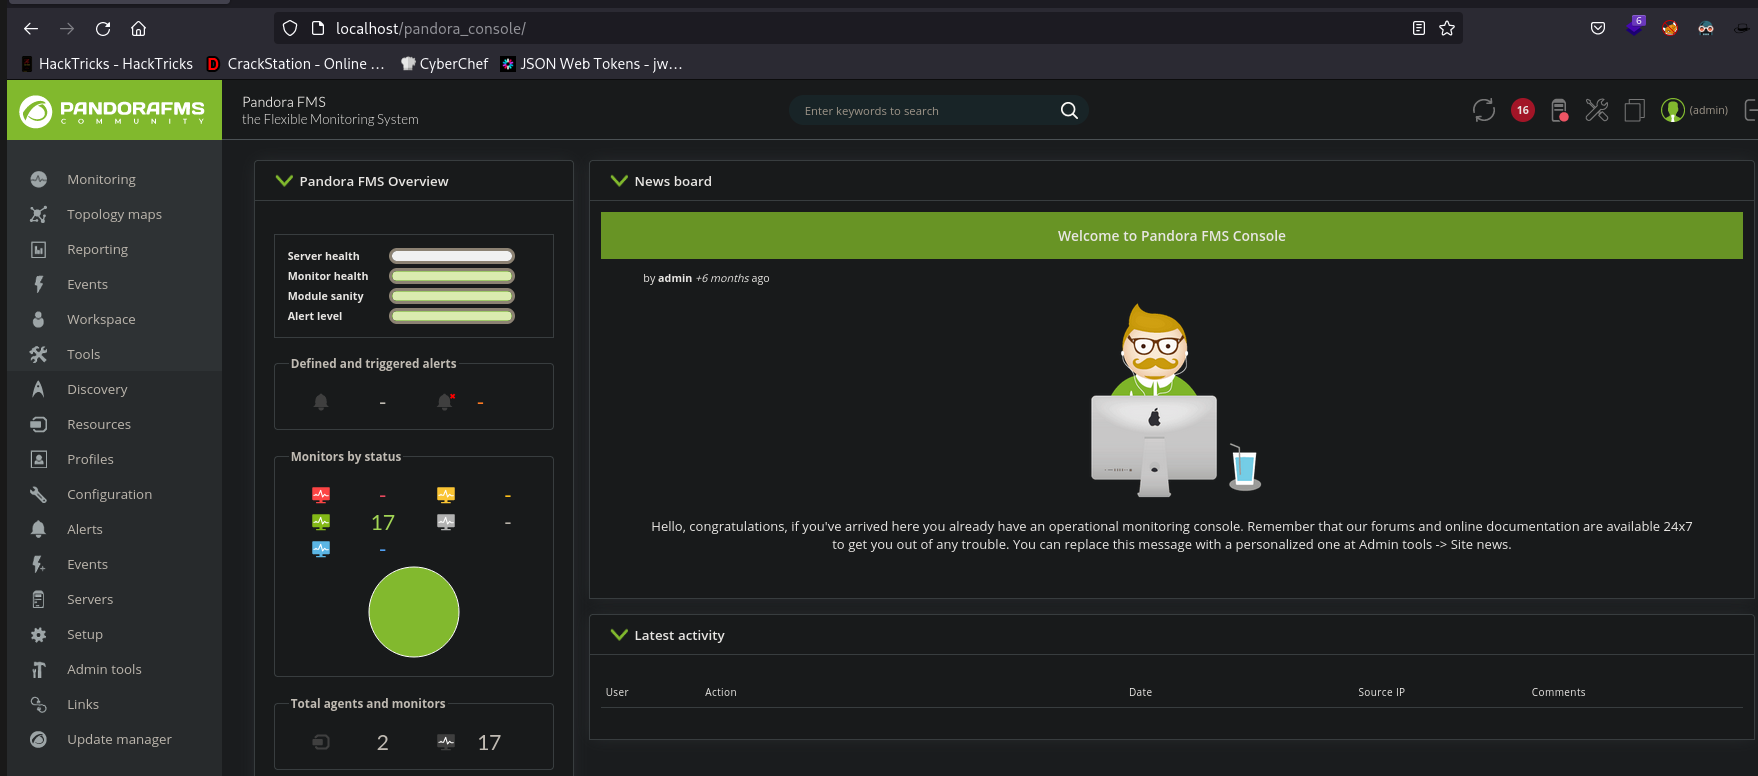 localhost/pandora_console/
6
HackTricks - HackTricks
CrackStation - Online ...
CyberChef
JSON Web Tokens - jw...
PANDORAFMS
COMMUNITY
Pandora FMS
the Flexible Monitoring System
Enter keywords to search
16
(admin)
Monitoring
Topology maps
Reporting
Events
Workspace
Tools
Discovery
Resources
Profiles
Configuration
Alerts
Events
Servers
Setup
Admin tools
Links
Update manager
Pandora FMS Overview
Server health
Monitor health
Module sanity
Alert level
Defined and triggered alerts
- -
Monitors by status
- -
17 -
-
Total agents and monitors
2 17
News board
Welcome to Pandora FMS Console
by admin +6 months ago
Hello, congratulations, if you've arrived here you already have an operational monitoring console. Remember that our forums and online documentation are available 24x7
to get you out of any trouble. You can replace this message with a personalized one at Admin tools -> Site news.
Latest activity
User Action Date Source IP Comments